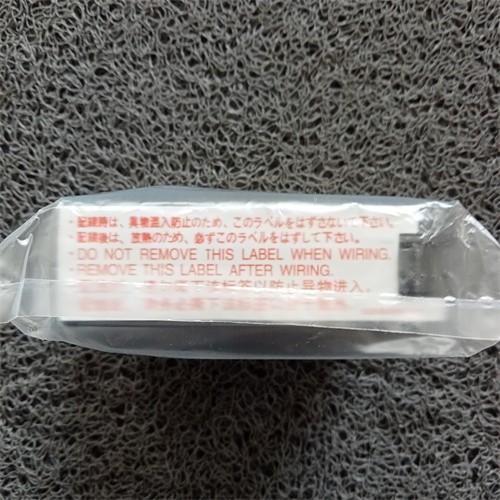 ・配線時は、異物混入防止のため、このラベルをはずさないで下さい。
・配線後は、放熱のため、必ずこのラベルをはずして下さい。
・DO NOT REMOVE THIS LABEL WHEN WIRING.
・REMOVE THIS LABEL AFTER WIRING.
下该标签以防止异物进入。